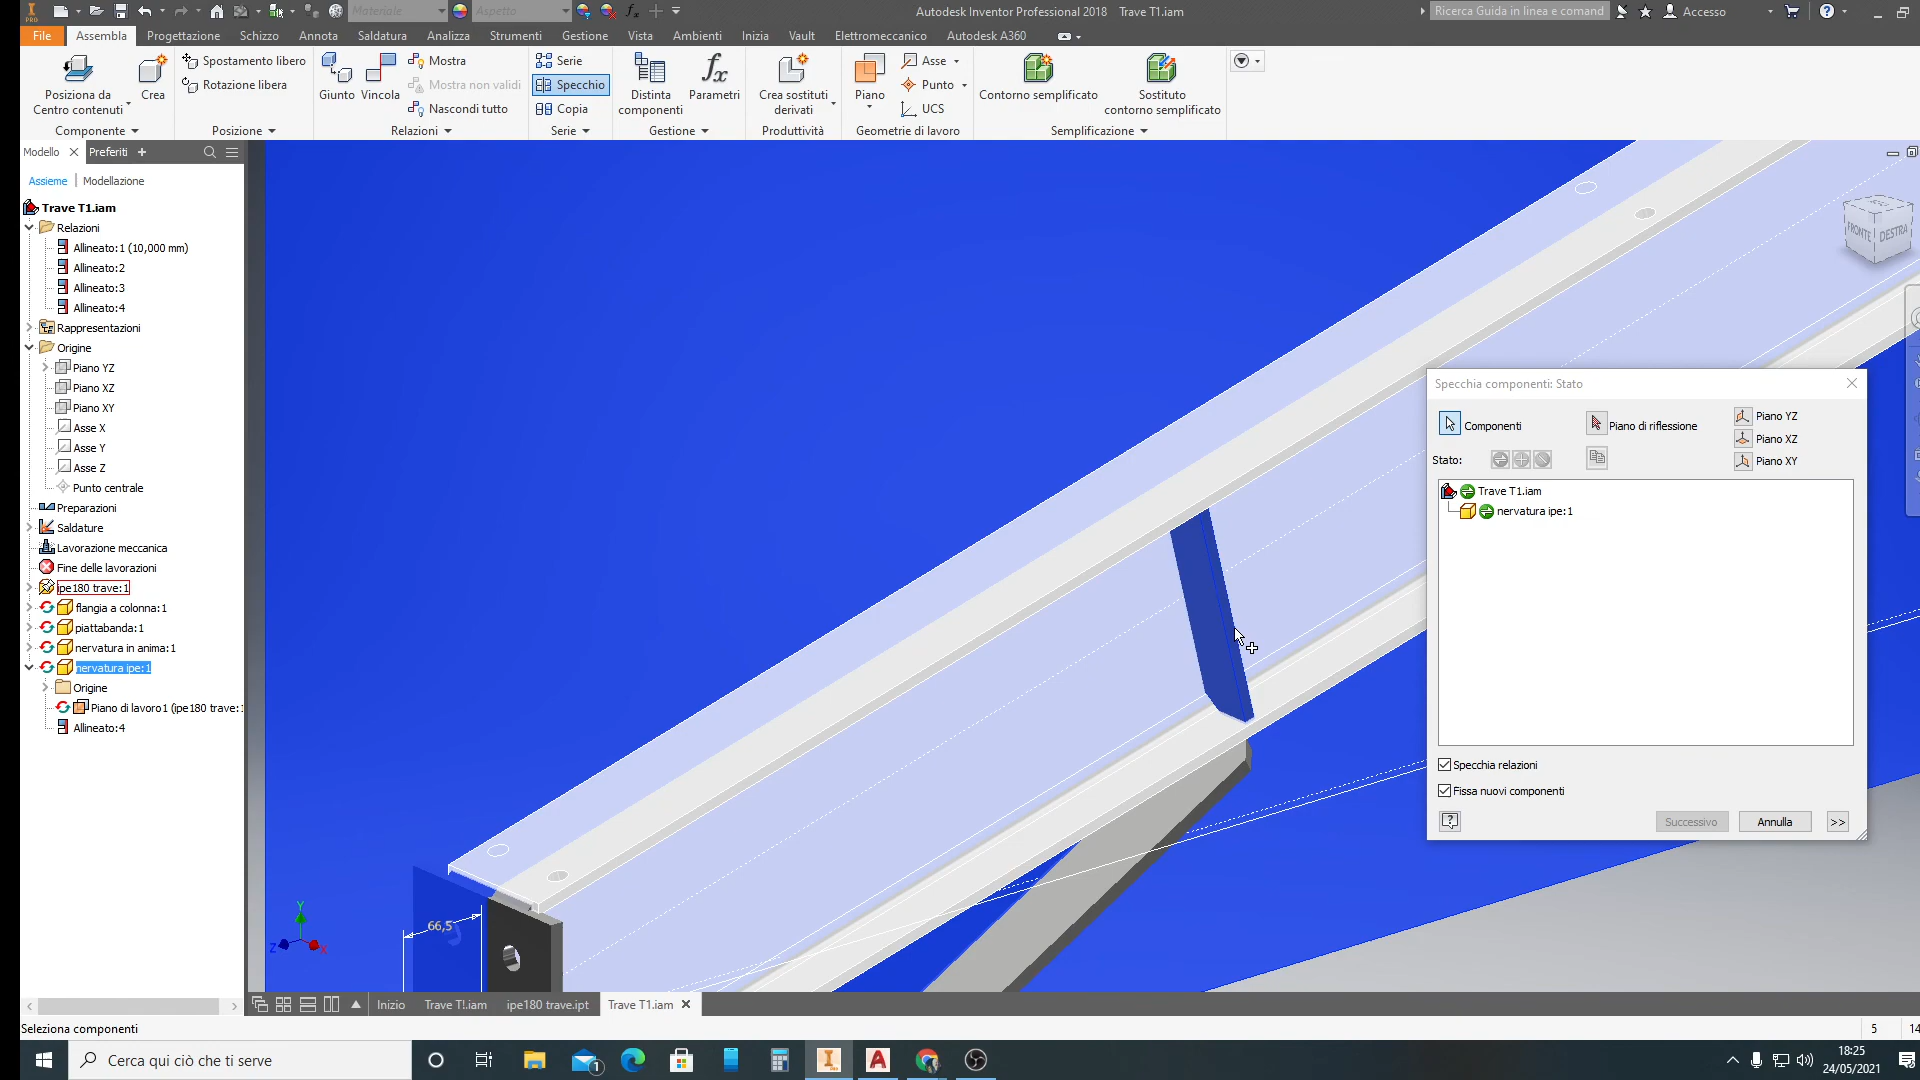 Materiale
Aspetto
Autodesk Inventor Professional 2018 Trave T1.iam
Ricerca Guida in linea e comand
Accesso
File Assembla Progettazione Schizzo Annota Saldatura Analizza Strumenti Gestione Vista Ambienti Inizia Vault Elettromeccanico Autodesk A360
Posiziona da
Centro contenuti
Crea
Componente
Spostamento libero
Rotazione libera
Posizione
Giunto
Vincola
Mostra
Mostra non validi
Nascondi tutto
Relazioni
Serie
Specchio
Copia
Serie
Distinta
componenti
Parametri
Gestione
Crea sostituti
derivati
Produttività
Piano
Asse
Punto
UCS
Geometrie di lavoro
Contorno semplificato
Sostituto
contorno semplificato
Semplificazione
Modello
Preferiti
Assieme
Modellazione
Trave T1.iam
Relazioni
Allineato:1 (10,000 mm)
Allineato:2
Allineato:3
Allineato:4
Rappresentazioni
Origine
Piano YZ
Piano XZ
Piano XY
Asse X
Asse Y
Asse Z
Punto centrale
Preparazioni
Saldature
Lavorazione meccanica
Fine delle lavorazioni
ipe180 trave:1
flangia a colonna:1
piattabanda:1
nervatura in anima:1
nervatura ipe:1
Origine
Piano di lavoro1 (ipe180 trave:
Allineato:4
FRONTE
DESTRA
66,5
Y
Z
X
Specchia componenti: Stato
Componenti
Piano di riflessione
Piano YZ
Piano XZ
Piano XY
Stato:
Trave T1.iam
nervatura ipe:1
Specchia relazioni
Fissa nuovi componenti
Successivo
Annulla
>>
Inizio
Trave T!.iam
ipe180 trave.ipt
Trave T1.iam
Seleziona componenti
5
14
Cerca qui ciò che ti serve
18:25
24/05/2021